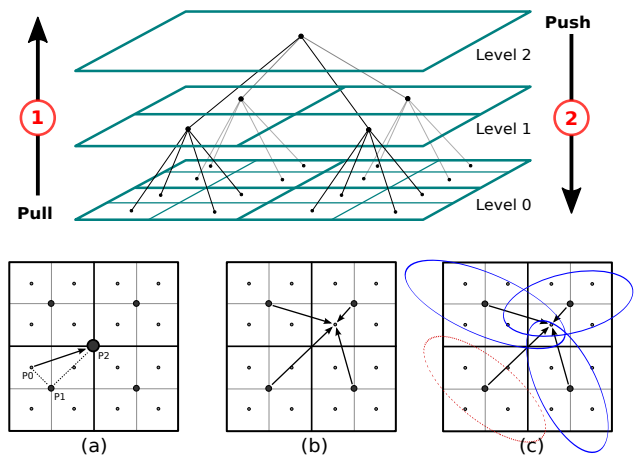 Push
Level 2
1
2
Level 1
Pull
Level 0
P2
P0
P1
(a)
(b)
(c)